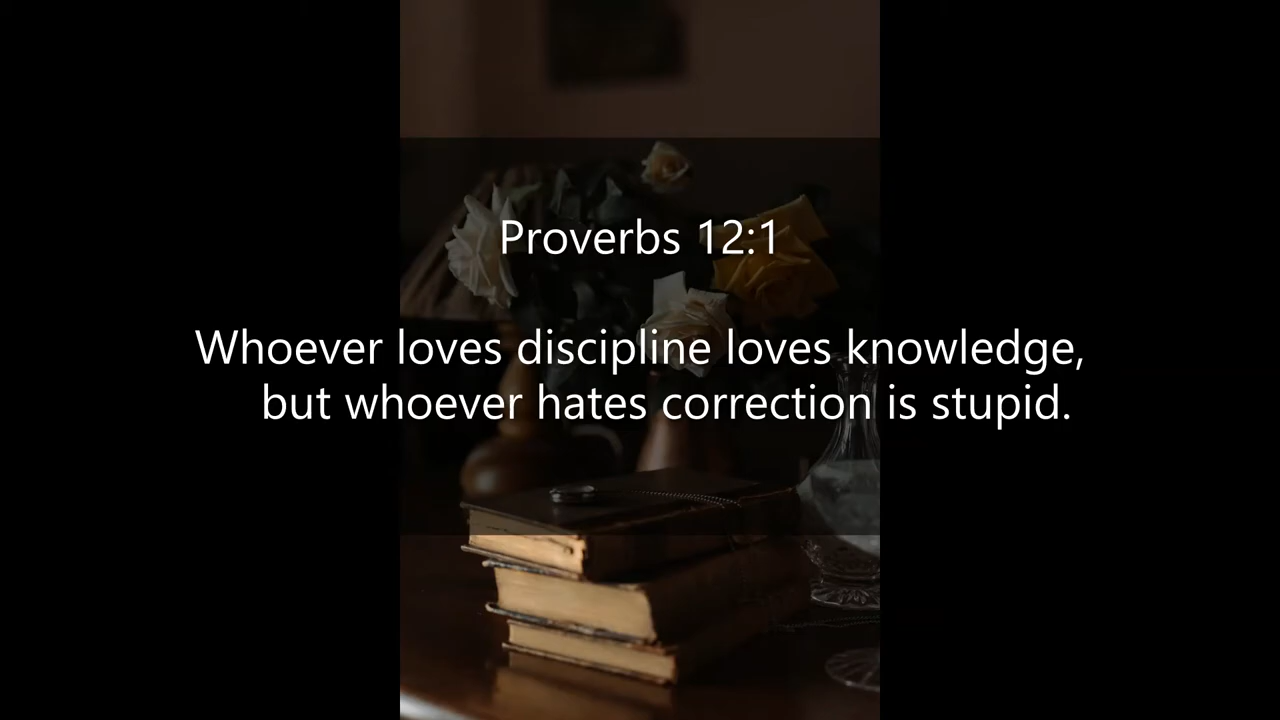 Proverbs 12:1
Whoever loves discipline loves knowledge,
but whoever hates correction is stupid.